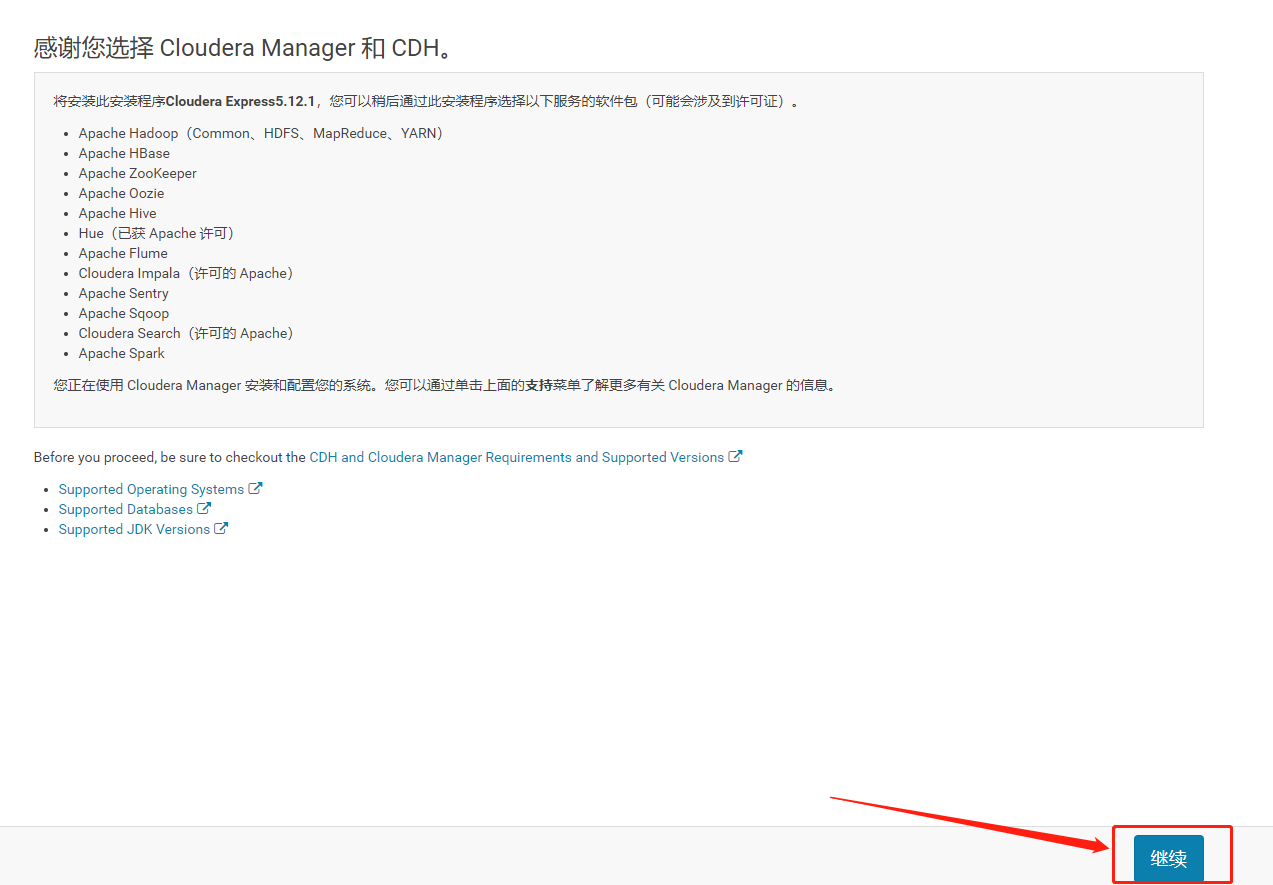 感谢您选择 Cloudera Manager 和 CDH。
将安装此安装程序Cloudera Express5.12.1，您可以稍后通过此安装程序选择以下服务的软件包（可能会涉及到许可证）。
Apache Hadoop（Common、HDFS、MapReduce、YARN）
Apache HBase
Apache ZooKeeper
Apache Oozie
Apache Hive
Hue（已获 Apache 许可）
Apache Flume
Cloudera Impala（许可的 Apache）
Apache Sentry
Apache Sqoop
Cloudera Search（许可的 Apache）
Apache Spark
您正在使用 Cloudera Manager 安装和配置您的系统。您可以通过单击上面的支持菜单了解更多有关 Cloudera Manager 的信息。
Before you proceed, be sure to checkout the CDH and Cloudera Manager Requirements and Supported Versions
Supported Operating Systems
Supported Databases
Supported JDK Versions
继续